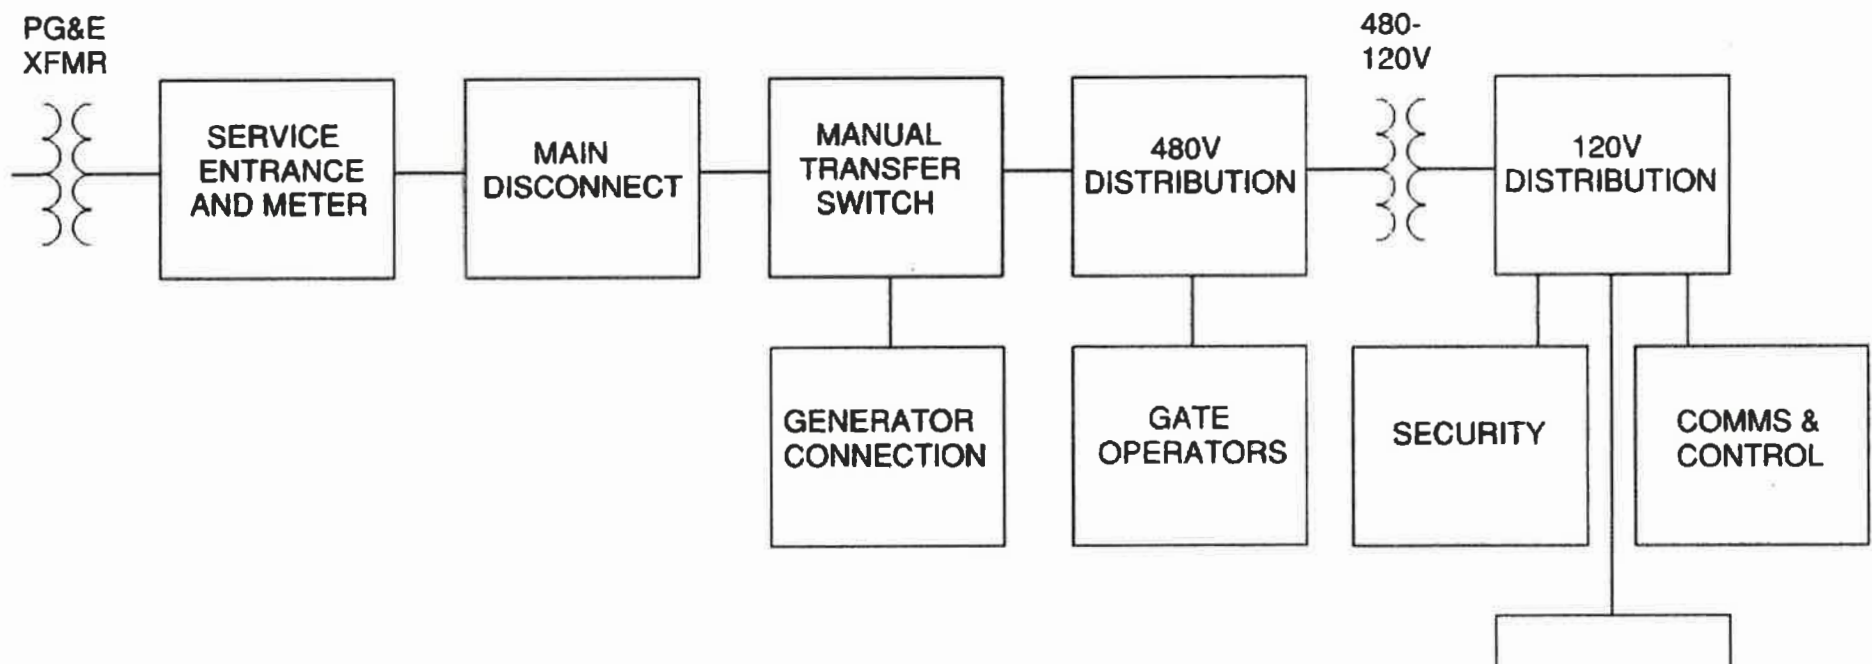 PG&E
XFMR
480-
120V
SERVICE
ENTRANCE
AND METER
MAIN
DISCONNECT
MANUAL
TRANSFER
SWITCH
480V
DISTRIBUTION
120V
DISTRIBUTION
GENERATOR
CONNECTION
GATE
OPERATORS
SECURITY
COMMS &
CONTROL